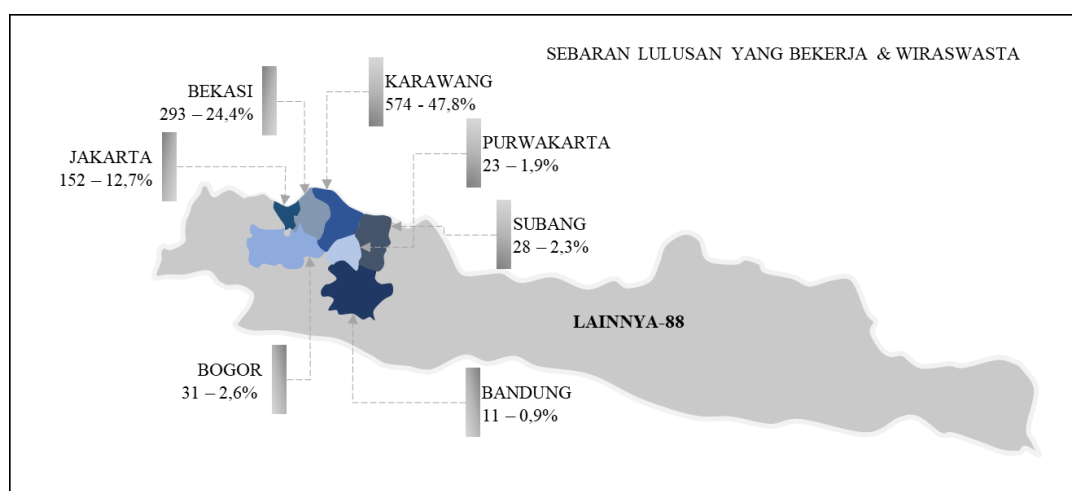 SEBARAN LULUSAN YANG BEKERJA & WIRASWASTA
KARAWANG
574 - 47,8%
BEKASI
293 – 24,4%
PURWAKARTA
23 – 1,9%
JAKARTA
152 – 12,7%
SUBANG
28 – 2,3%
LAINNYA-88
BOGOR
31 – 2,6%
BANDUNG
11 – 0,9%